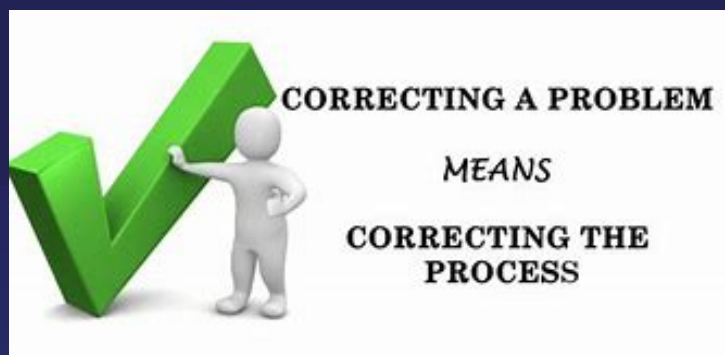 CORRECTING A PROBLEM
MEANS
CORRECTING THE
PROCESS